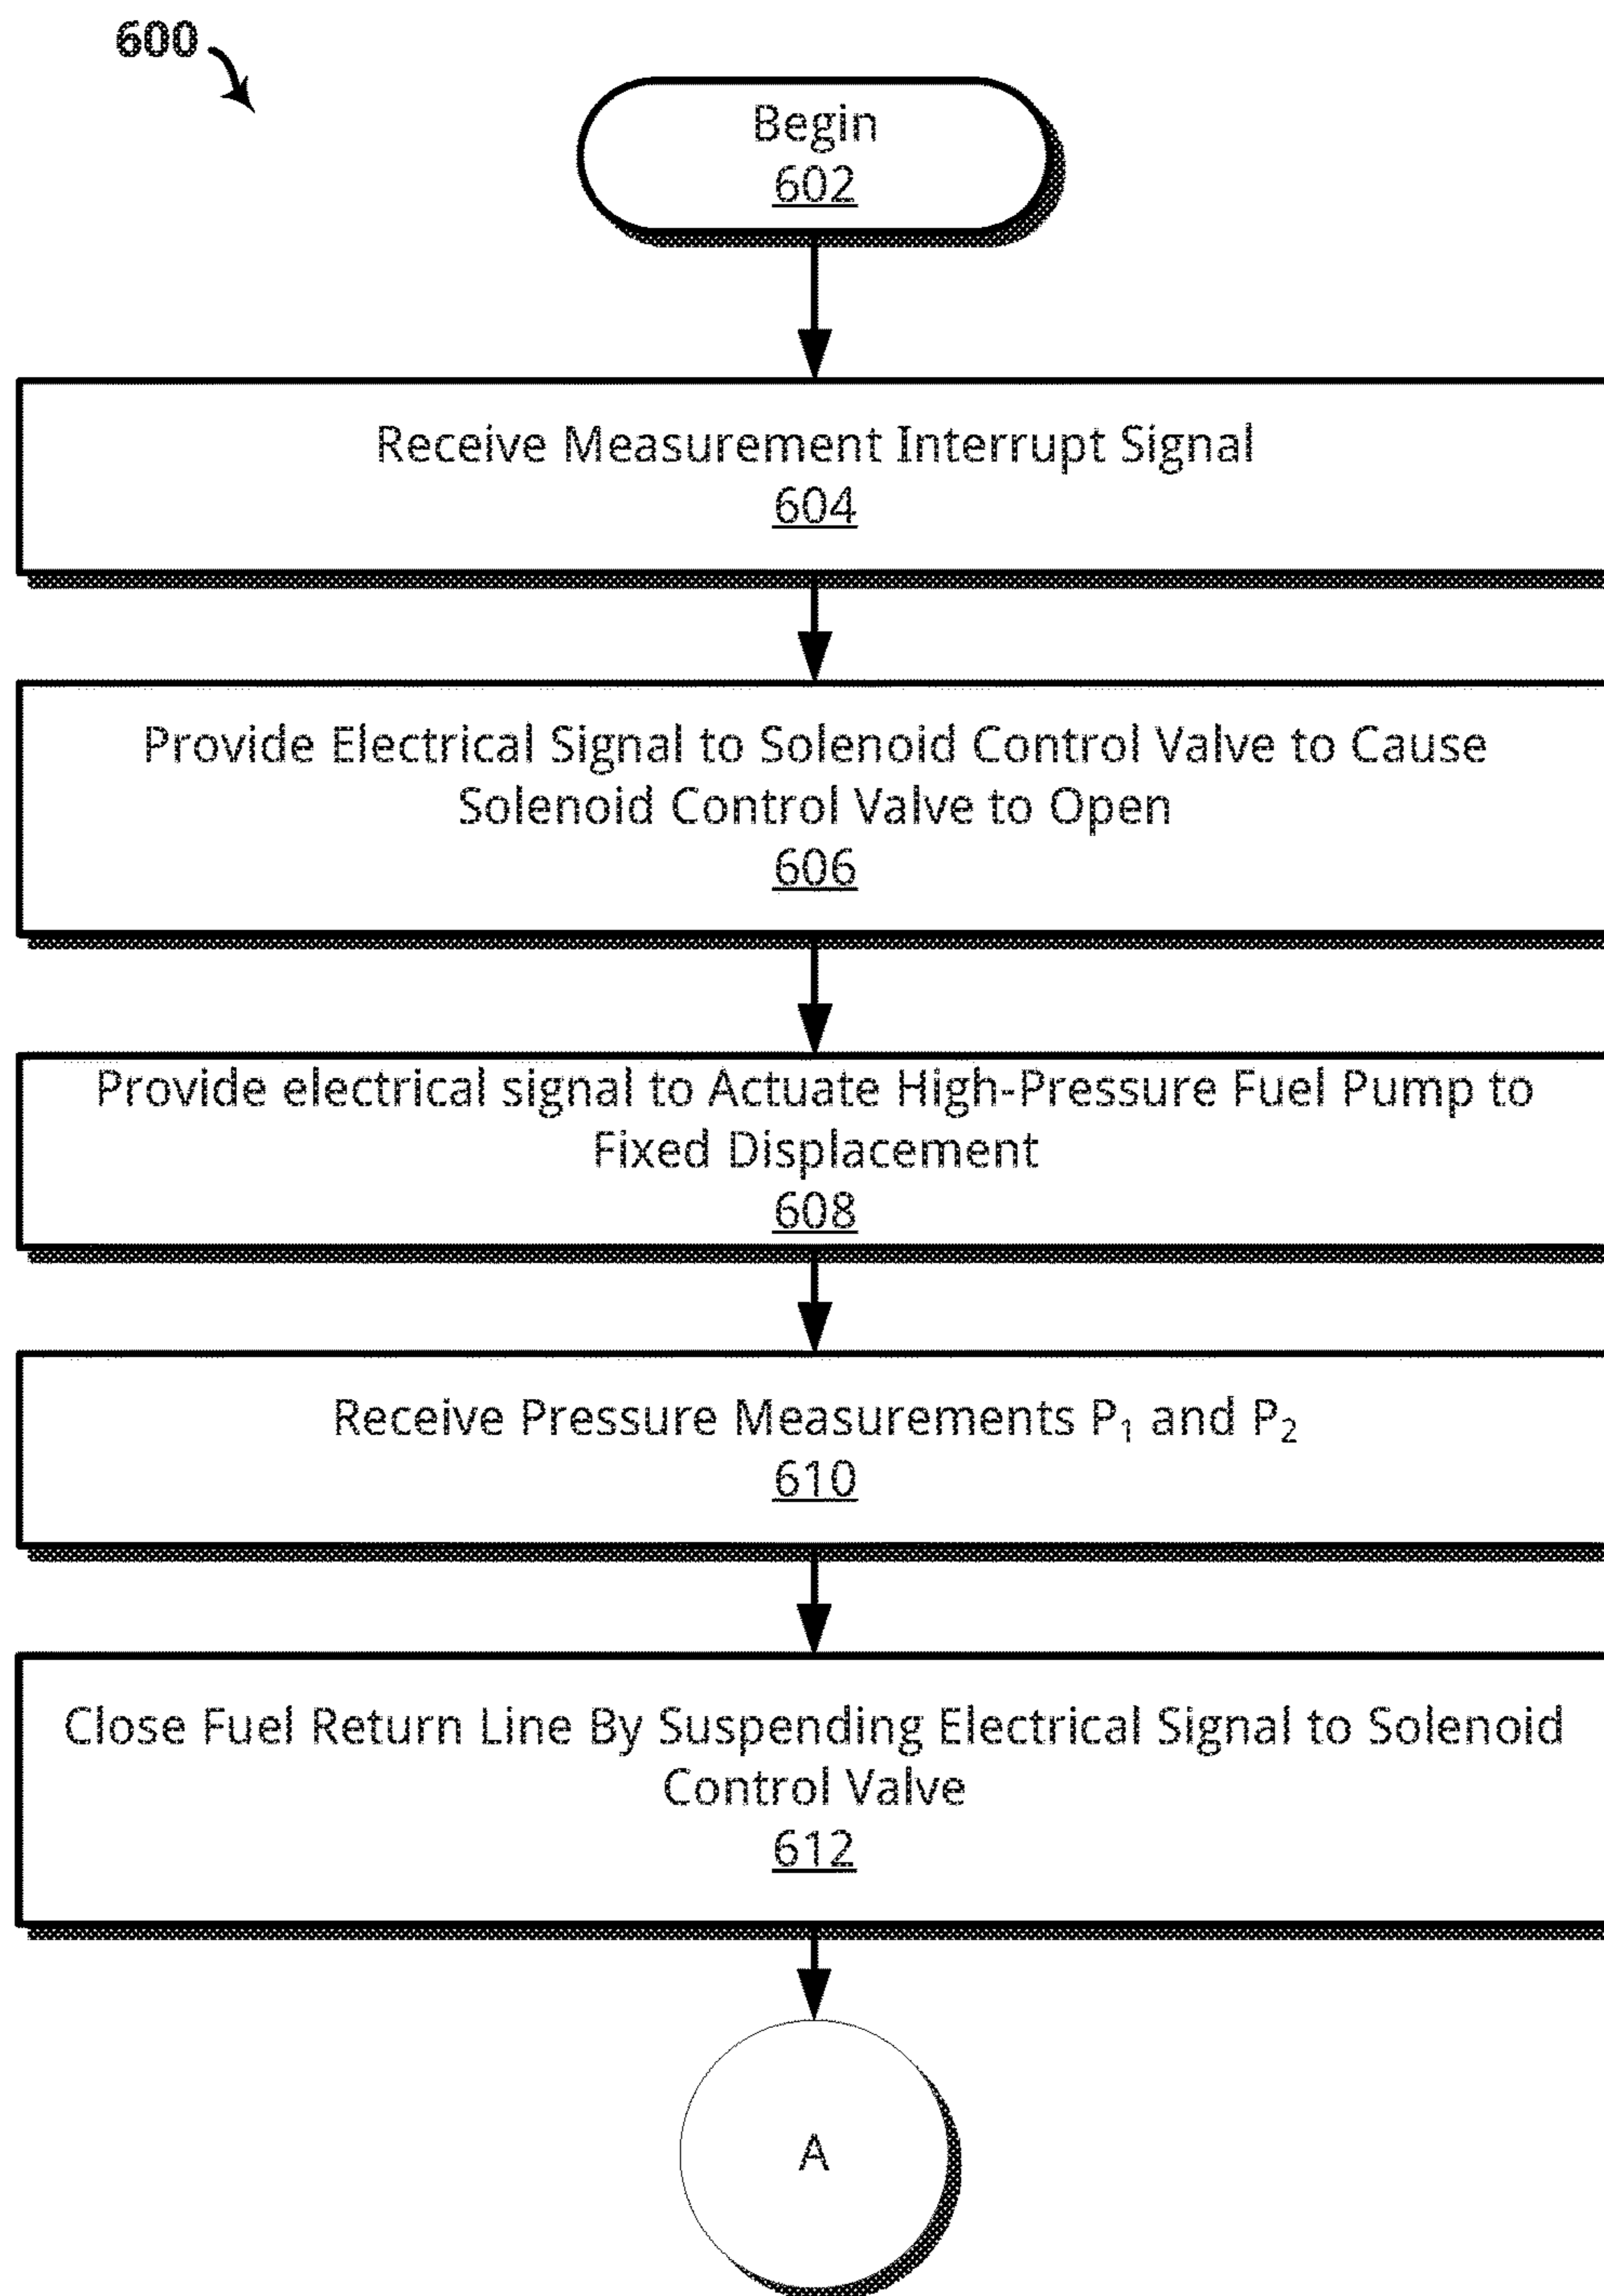 600
Begin
602
Receive Measurement Interrupt Signal
604
Provide Electrical Signal to Solenoid Control Valve to Cause
Solenoid Control Valve to Open
606
Provide electrical signal to Actuate High-Pressure Fuel Pump to
Fixed Displacement
608
Receive Pressure Measurements P₁ and P₂
610
Close Fuel Return Line By Suspending Electrical Signal to Solenoid
Control Valve
612
A